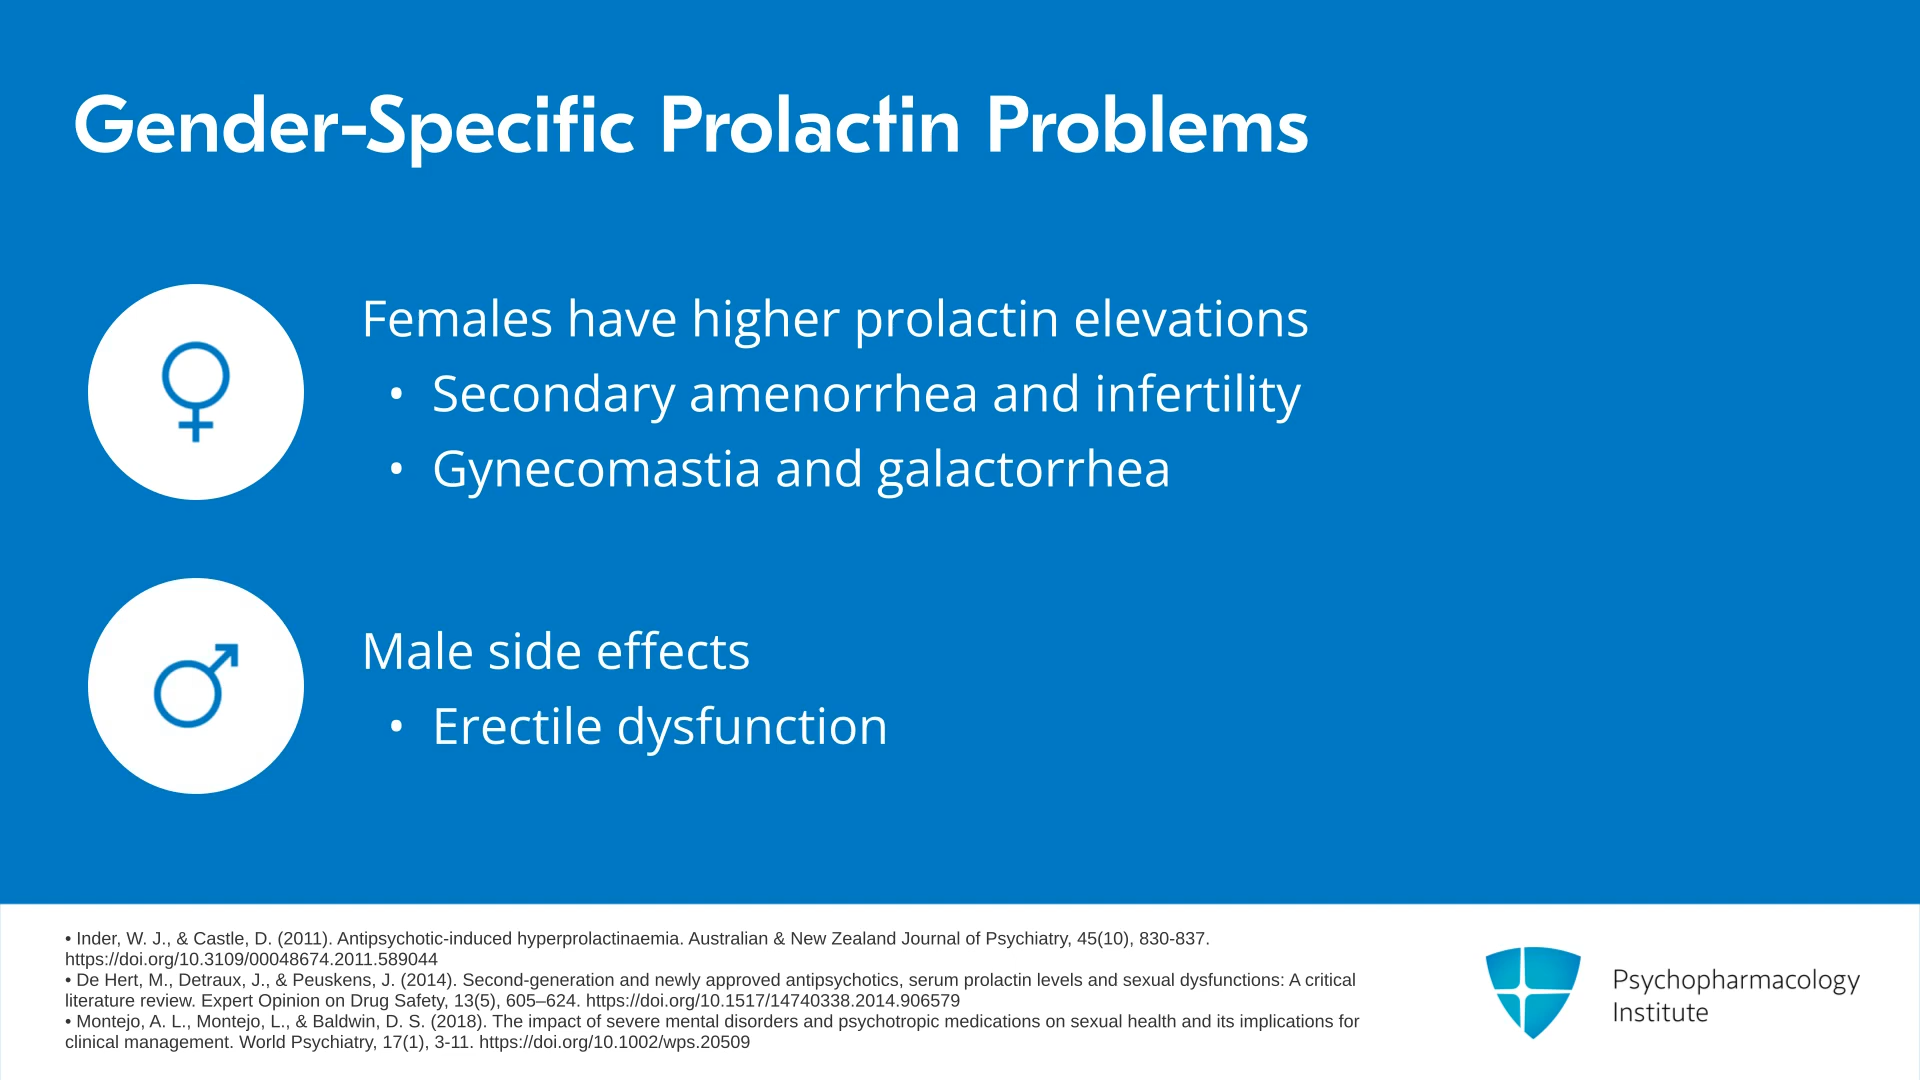 Gender-Specific Prolactin Problems
Females have higher prolactin elevations
• Secondary amenorrhea and infertility
• Gynecomastia and galactorrhea
Male side effects
• Erectile dysfunction
• Inder, W. J., & Castle, D. (2011). Antipsychotic-induced hyperprolactinaemia. Australian & New Zealand Journal of Psychiatry, 45(10), 830-837.
https://doi.org/10.3109/00048674.2011.589044
• De Hert, M., Detraux, J., & Peuskens, J. (2014). Second-generation and newly approved antipsychotics, serum prolactin levels and sexual dysfunctions: A critical
literature review. Expert Opinion on Drug Safety, 13(5), 605–624. https://doi.org/10.1517/14740338.2014.906579
• Montejo, A. L., Montejo, L., & Baldwin, D. S. (2018). The impact of severe mental disorders and psychotropic medications on sexual health and its implications for
clinical management. World Psychiatry, 17(1), 3-11. https://doi.org/10.1002/wps.20509
Psychopharmacology
Institute